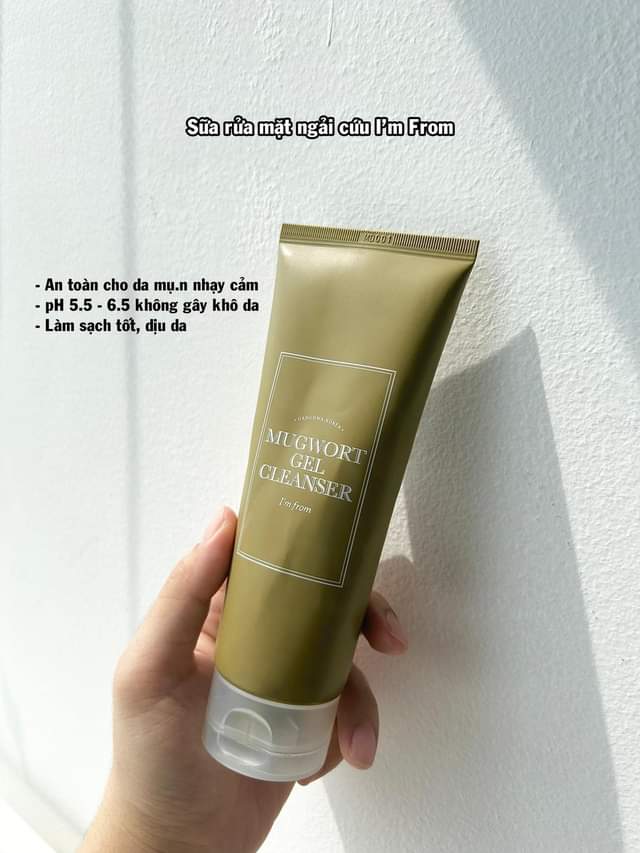 Sữa rửa mặt ngải cứu I'm From
MQ001
- An toàn cho da mụ.n nhạy cảm
- pH 5.5 - 6.5 không gây khô da
- Làm sạch tốt, dịu da
MUGWORT
GEL
CLEANSER
I'm from